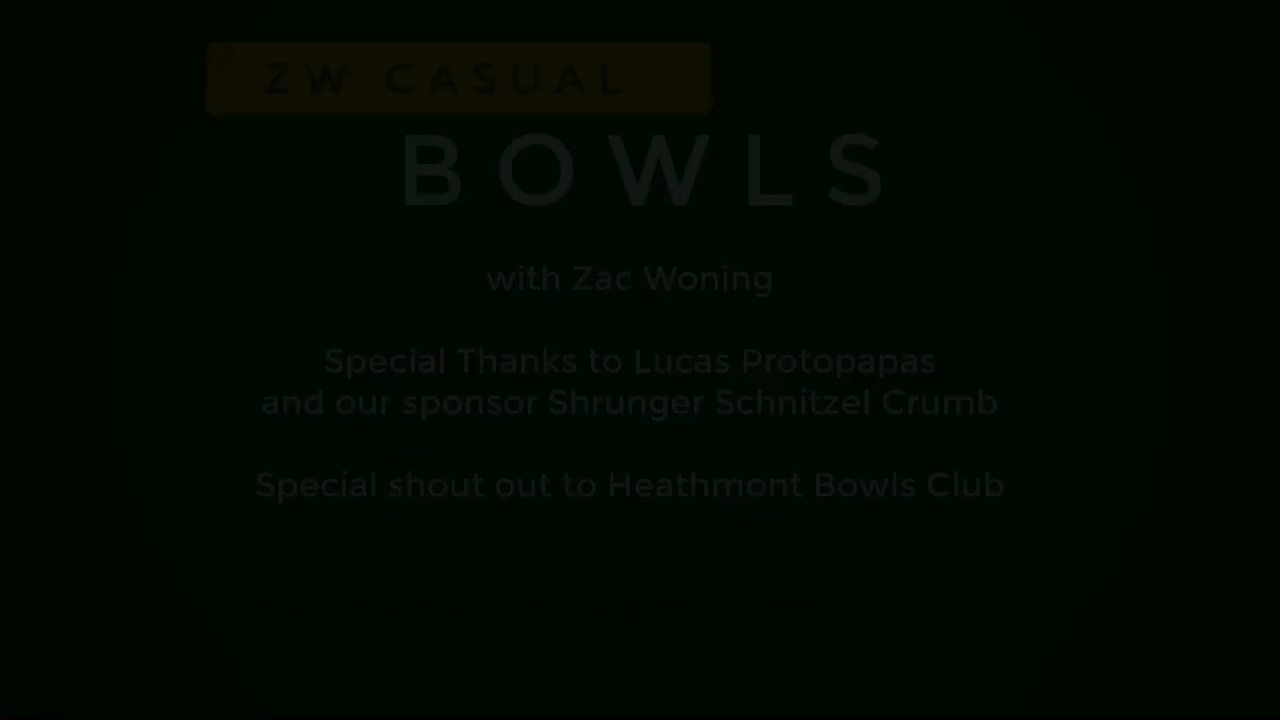 ZW CASUAL
BOWLS
with Zac Woning
Special Thanks to Lucas Protopapas
and our sponsor Shrunger Schnitzel Crumb
Special shout out to Heathmont Bowls Club